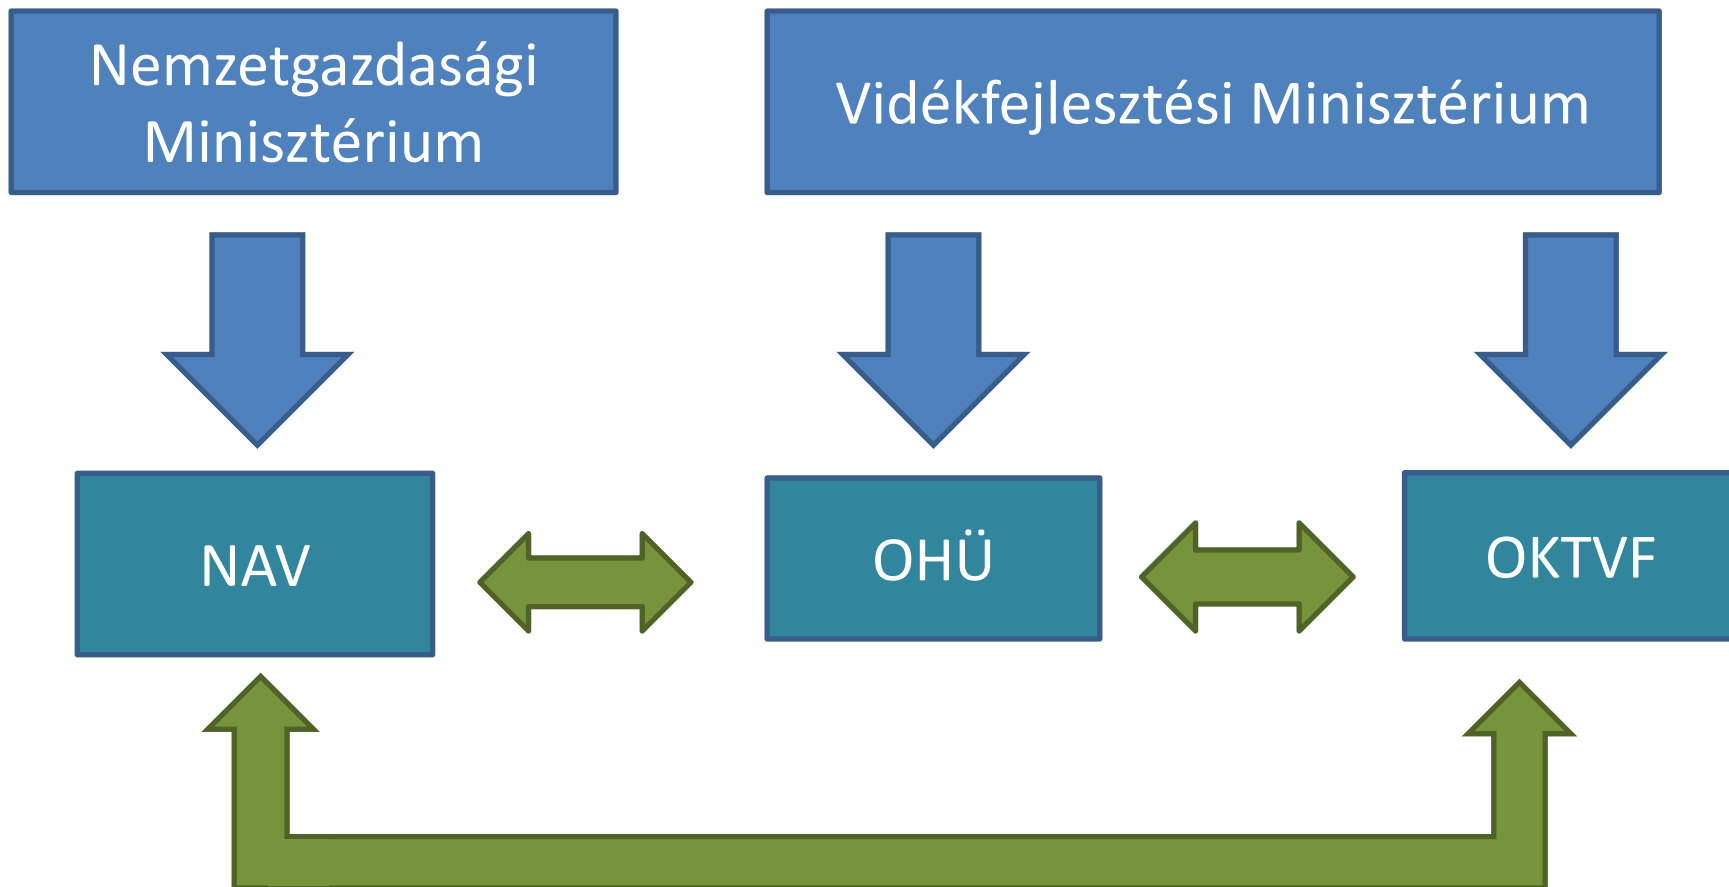 Nemzetgazdasági
Minisztérium
Vidékfejlesztési Minisztérium
NAV
OHÜ
OKTVF